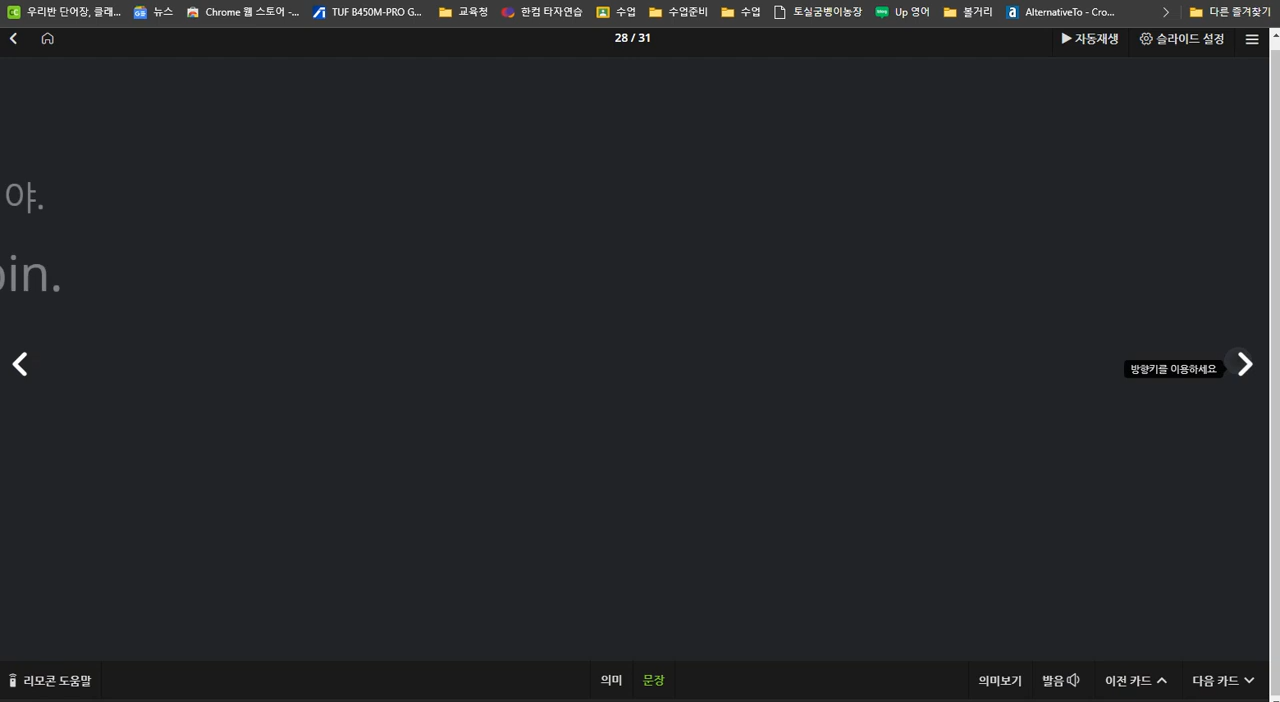 우리반 단어장, 클래... 뉴스 Chrome 웹 스토어 -... TUF B450M-PRO G... 교육청 한컴 타자연습 수업 수업준비 수업 토실굼벵이농장 Up 영어 볼거리 AlternativeTo - Cro... 다른 즐겨찾기
28 / 31 자동재생 슬라이드 설정
야.
in.
방향키를 이용하세요
리모콘 도움말 의미 문장 의미보기 발음 이전 카드 다음 카드